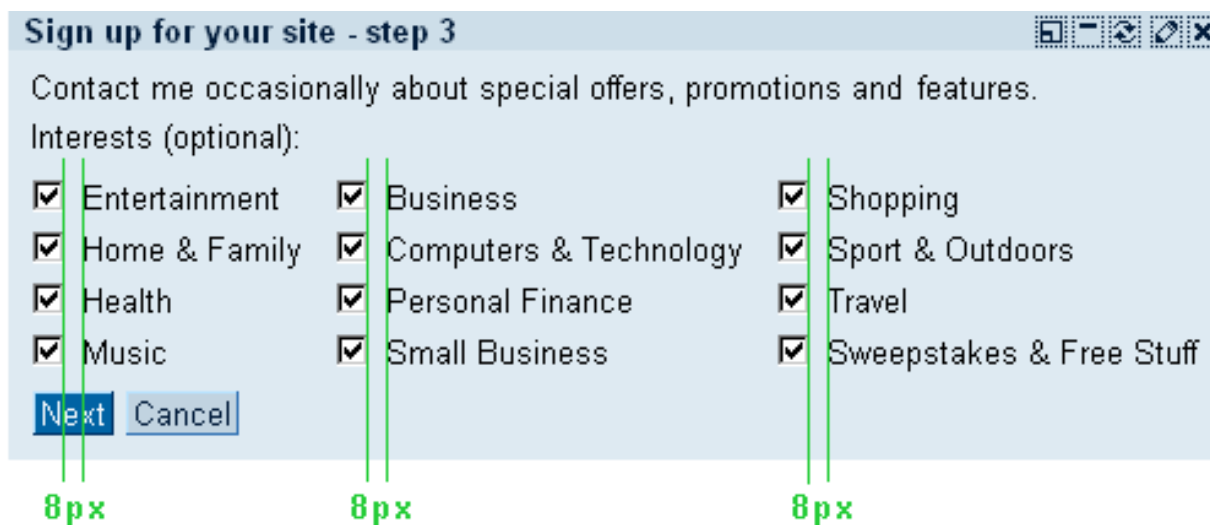 Sign up for your site - step 3
Contact me occasionally about special offers, promotions and features.
Interests (optional):
Entertainment Business Shopping
Home & Family Computers & Technology Sport & Outdoors
Health Personal Finance Travel
Music Small Business Sweepstakes & Free Stuff
Next Cancel
8px 8px 8px